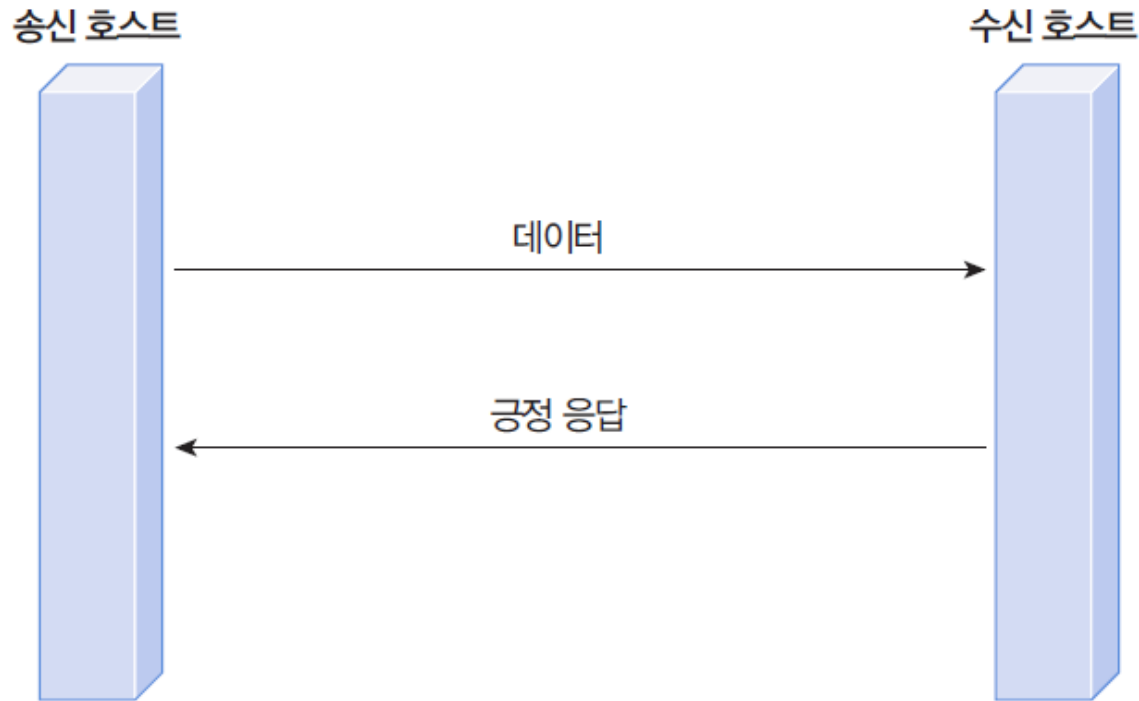 송신 호스트
수신 호스트
데이터
긍정 응답